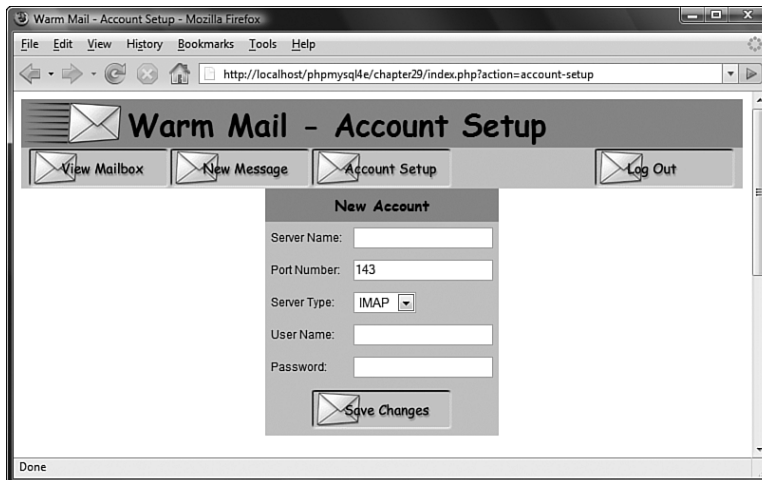 Warm Mail - Account Setup - Mozilla Firefox
File Edit View History Bookmarks Tools Help
http://localhost/phpmysql4e/chapter29/index.php?action=account-setup
Warm Mail - Account Setup
View Mailbox New Message Account Setup Log Out
New Account
Server Name:
Port Number: 143
Server Type: IMAP
User Name:
Password:
Save Changes
Done